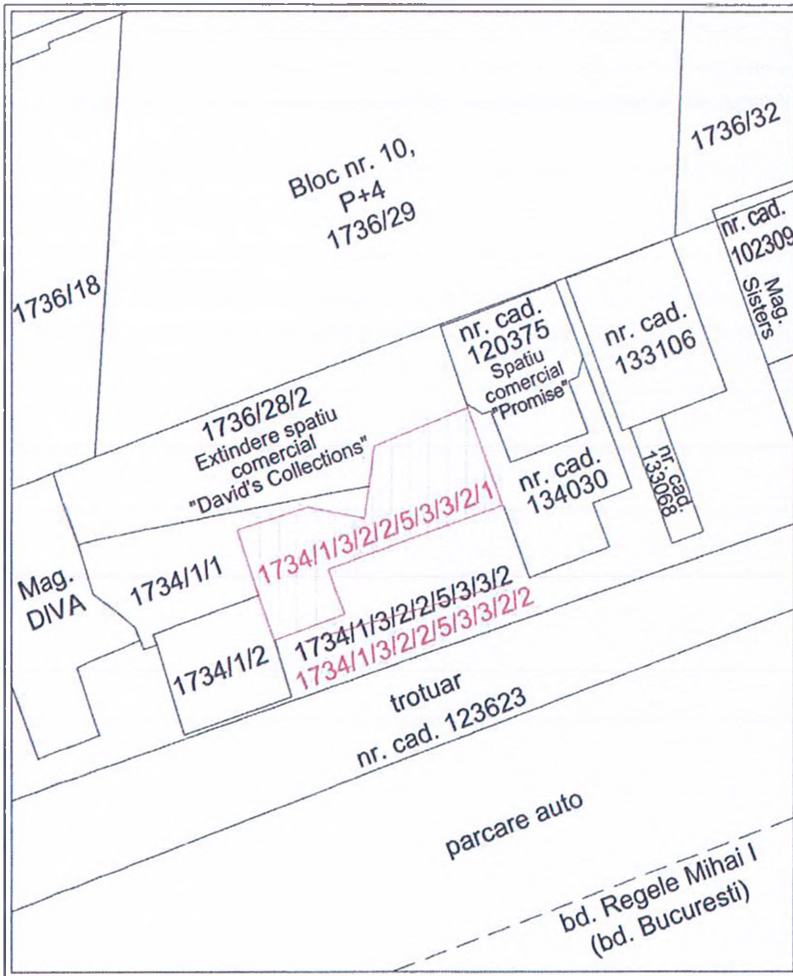 Bloc nr. 10,
P+4
1736/29
1736/32
1736/18
nr. cad.
102309
Mag.
Sisters
nr. cad.
120375
Spatiu
comercial
"Promise"
nr. cad.
133106
1736/28/2
Extindere spatiu
comercial
"David's Collections"
nr. cad.
134030
nr. cad.
133068
Mag.
DIVA
1734/1/1
1734/1/3/2/2/5/3/3/2/1
1734/1/2
1734/1/3/2/2/5/3/3/2
1734/1/3/2/2/5/3/3/2/2
trotuar
nr. cad. 123623
parcare auto
bd. Regele Mihai I
(bd. Bucuresti)